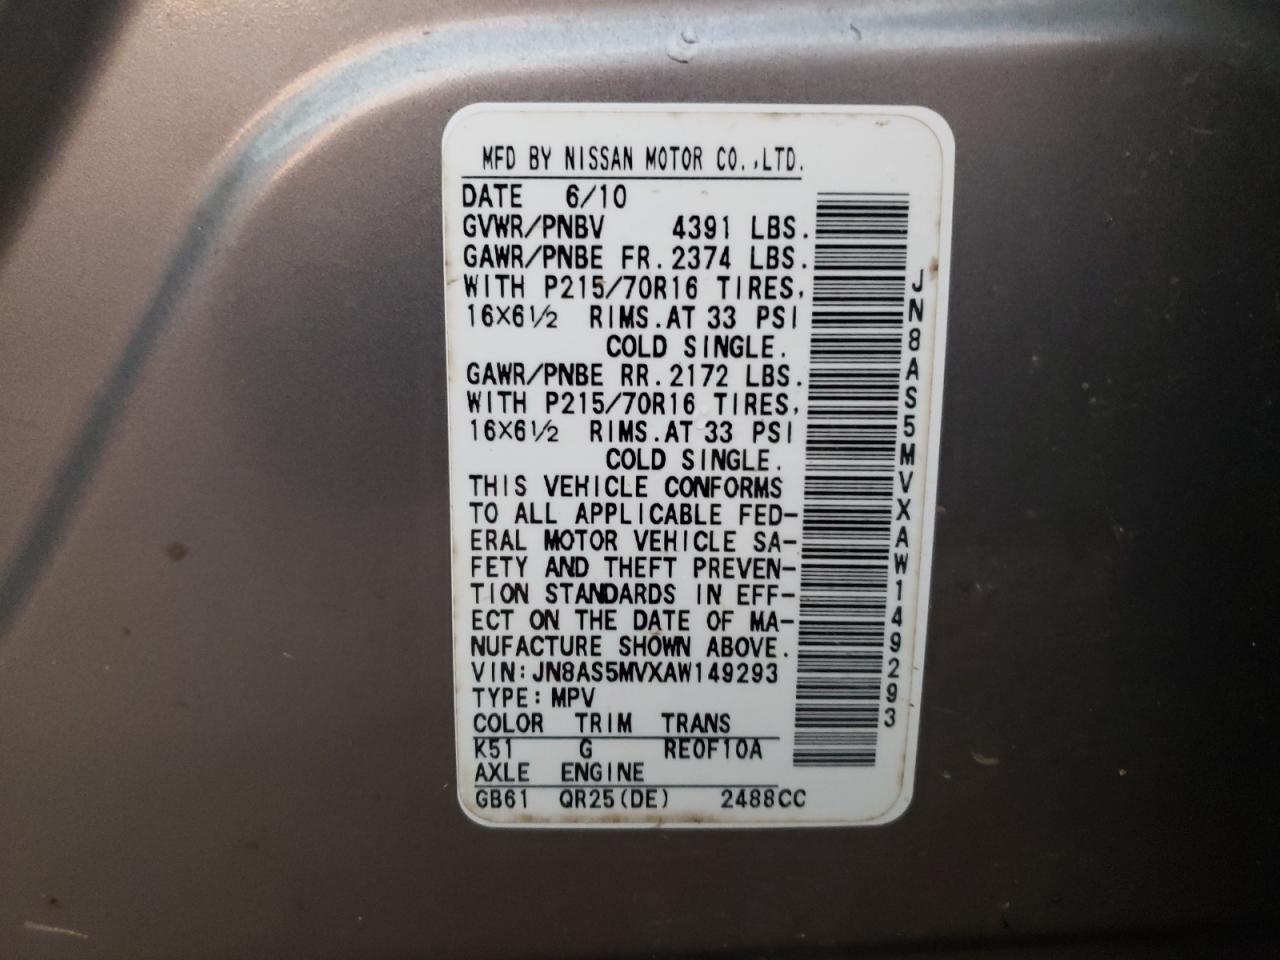 MFD BY NISSAN MOTOR CO.,LTD.
DATE 6/10
GVWR/PNBV 4391 LBS.
GAWR/PNBE FR. 2374 LBS.
WITH P215/70R16 TIRES,
16X6½ RIMS. AT 33 PSI
COLD SINGLE.
GAWR/PNBE RR. 2172 LBS.
WITH P215/70R16 TIRES,
16X6½ RIMS. AT 33 PSI
COLD SINGLE.
THIS VEHICLE CONFORMS
TO ALL APPLICABLE FED-
ERAL MOTOR VEHICLE SA-
FETY AND THEFT PREVEN-
TION STANDARDS IN EFF-
ECT ON THE DATE OF MA-
NUFACTURE SHOWN ABOVE.
VIN: JN8AS5MVXAW149293
TYPE: MPV
COLOR TRIM TRANS
K51 G RE0F10A
AXLE ENGINE
GB61 QR25(DE) 2488CC
JN8AS5MVXAW149293